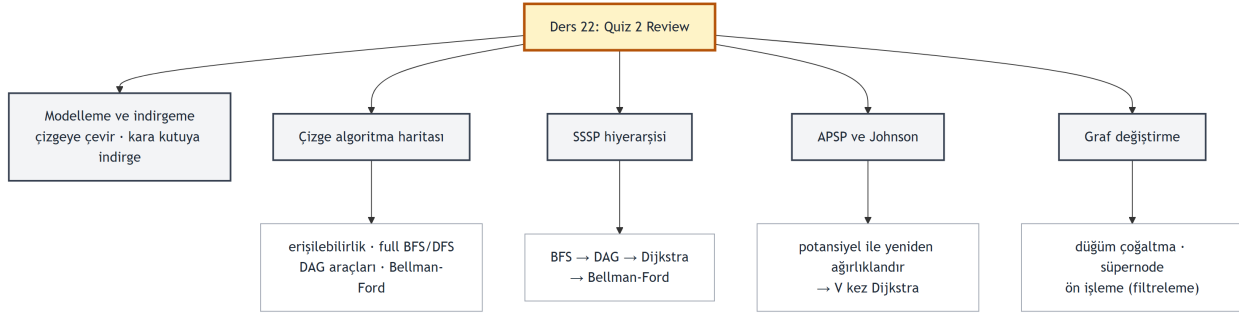 Ders 22: Quiz 2 Review
Modelleme ve indirgeme
çizgeye çevir · kara kutuya
indirge
Çizge algoritma haritası
SSSP hiyerarşisi
APSP ve Johnson
Graf değiştirme
erişilebilirlik · full BFS/DFS
DAG araçları · Bellman-
Ford
BFS → DAG → Dijkstra
→ Bellman-Ford
potansiyel ile yeniden
ağırlıklandır
→ V kez Dijkstra
düğüm çoğaltma ·
süpernode
ön işleme (filtreleme)